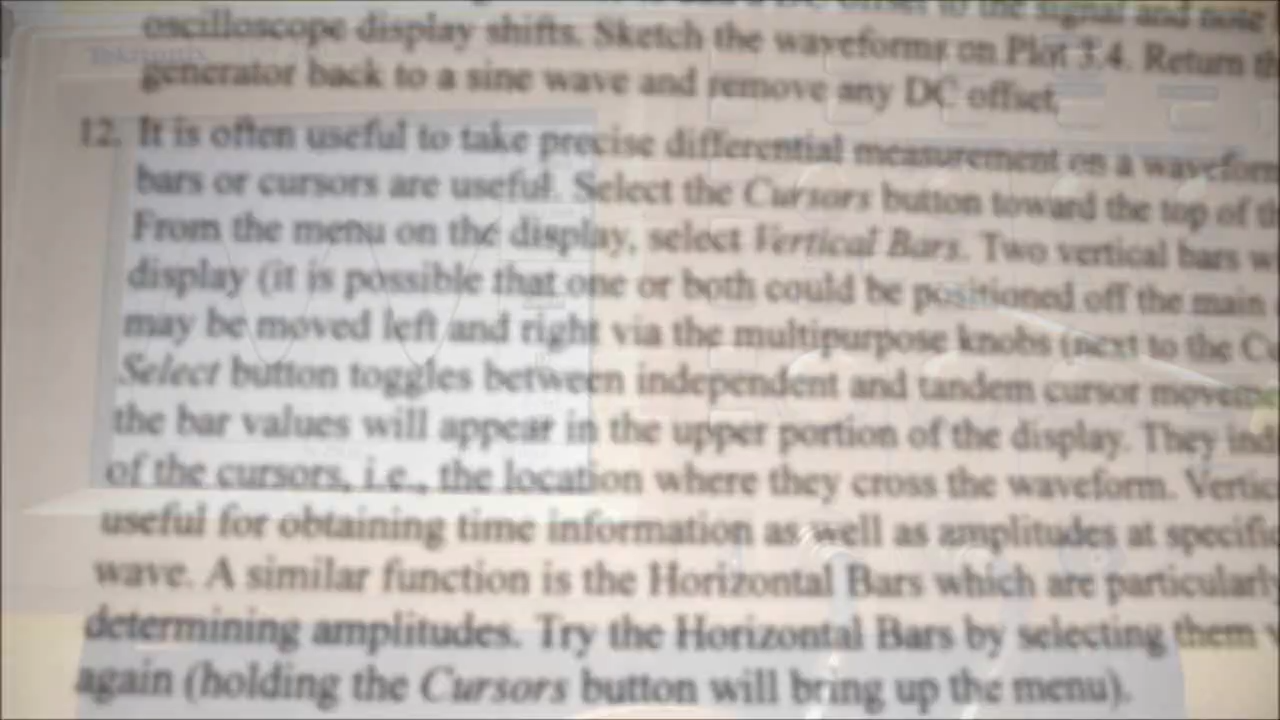 oscilloscope display shifts. Sketch the waveforms on Plot 3.4. Return
generator back to a sine wave and remove any DC offset.
12. It is often useful to take precise differential measurement on a waveform
bars or cursors are useful. Select the Cursors button toward the top of
From the menu on the display, select Vertical Bars. Two vertical bars
display (it is possible that one or both could be positioned off the main
may be moved left and right via the multipurpose knobs (next to the
Select button toggles between independent and tandem cursor
the bar values will appear in the upper portion of the display. They
of the cursors, i.e., the location where they cross the waveform.
useful for obtaining time information as well as amplitudes at
wave. A similar function is the Horizontal Bars which are particularly
determining amplitudes. Try the Horizontal Bars by selecting them
again (holding the Cursors button will bring up the menu).